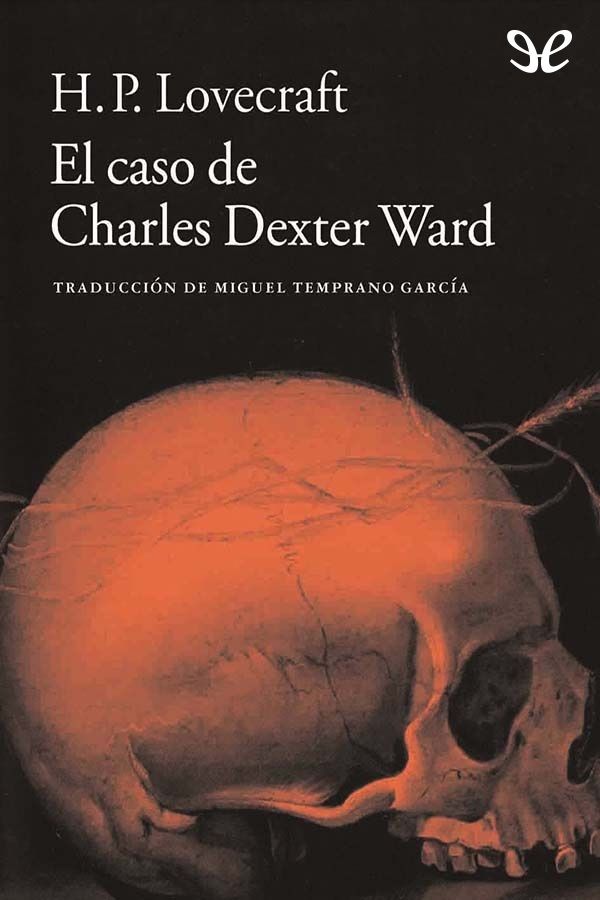 H. P. Lovecraft
El caso de
Charles Dexter Ward
TRADUCCIÓN DE MIGUEL TEMPRANO GARCÍA